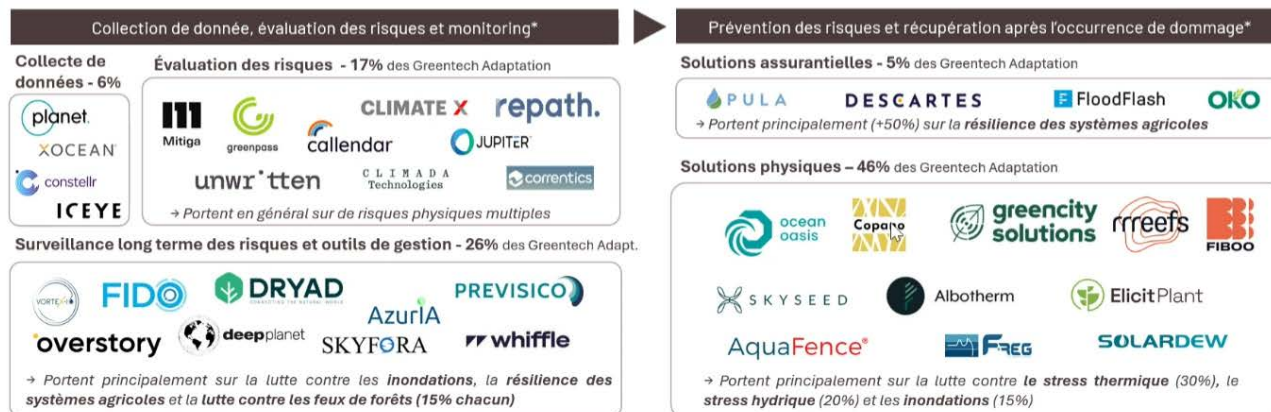 Collection de donnée, évaluation des risques et monitoring*
Collecte de
données - 6%
planet.
XOCEAN
constellr
ICEYE
Évaluation des risques - 17% des Greentech Adaptation
Mitiga
greenpass
CLIMATE X
repath.
callendar
JUPITER
unwr•tten
CLIMADA
Technologies
correntics
→ Portent en général sur de risques physiques multiples
Surveillance long terme des risques et outils de gestion - 26% des Greentech Adapt.
FIDO
DRYAD
PREVISICO
AzurIA
overstory
deepplanet
SKYFORA
whiffle
→ Portent principalement sur la lutte contre les inondations, la résilience des
systèmes agricoles et la lutte contre les feux de forêts (15% chacun)
Prévention des risques et récupération après l'occurrence de dommage*
Solutions assurantielles - 5% des Greentech Adaptation
PULA
DESCARTES
FloodFlash
OKO
→ Portent principalement (+50%) sur la résilience des systèmes agricoles
Solutions physiques – 46% des Greentech Adaptation
ocean
oasis
greencity
solutions
rrreefs
FIBOO
SKYSEED
Albotherm
ElicitPlant
AquaFence®
FREG
SOLARDEW
→ Portent principalement sur la lutte contre le stress thermique (30%), le
stress hydrique (20%) et les inondations (15%)